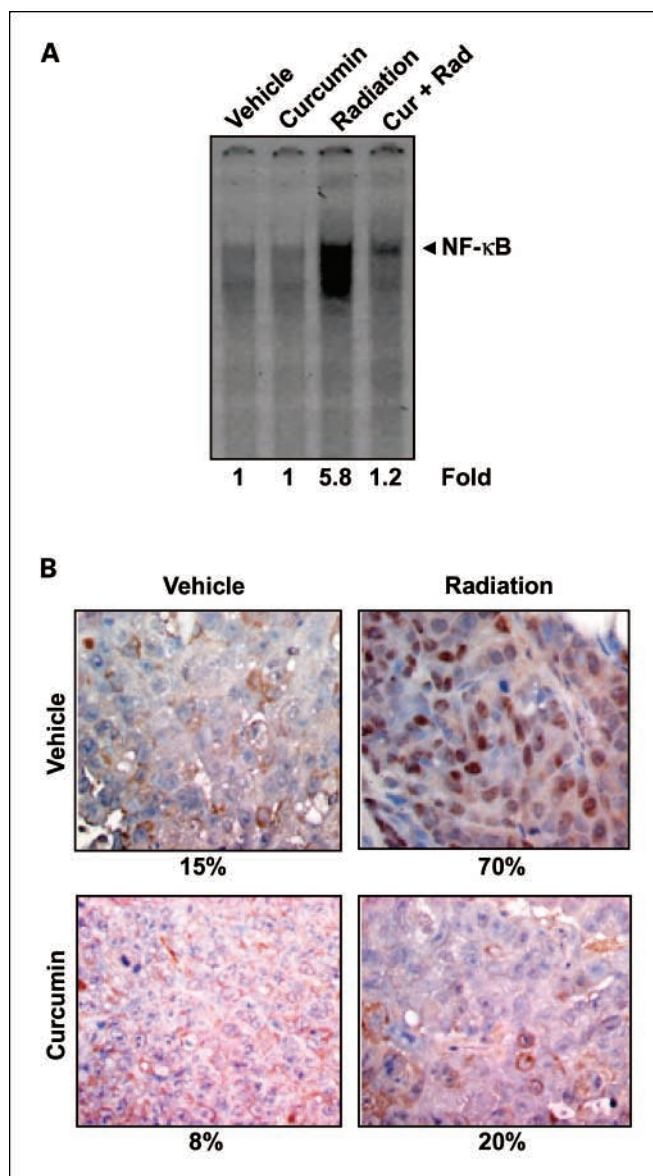 A
Vehicle Curcumin Radiation Cur + Rad
◄ NF-κB
1 1 5.8 1.2 Fold
B
Vehicle Radiation
Vehicle
15% 70%
Curcumin
8% 20%